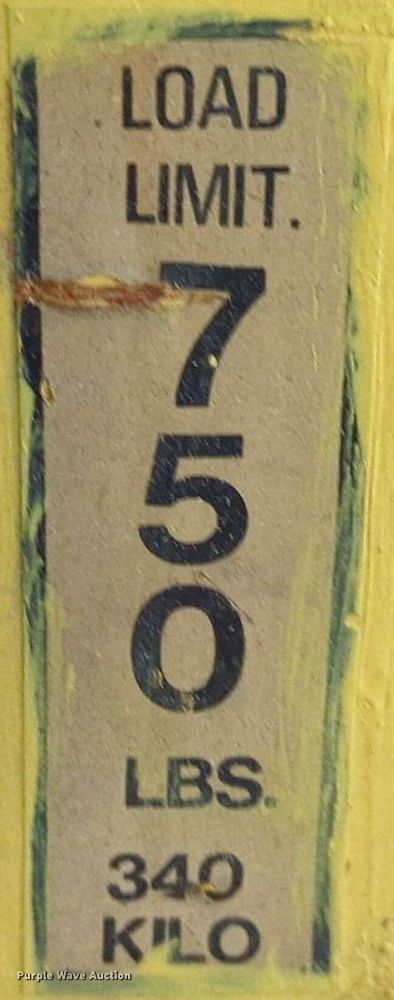 LOAD
LIMIT.
7
5
0
LBS.
340
KILO
Purple Wave Auction